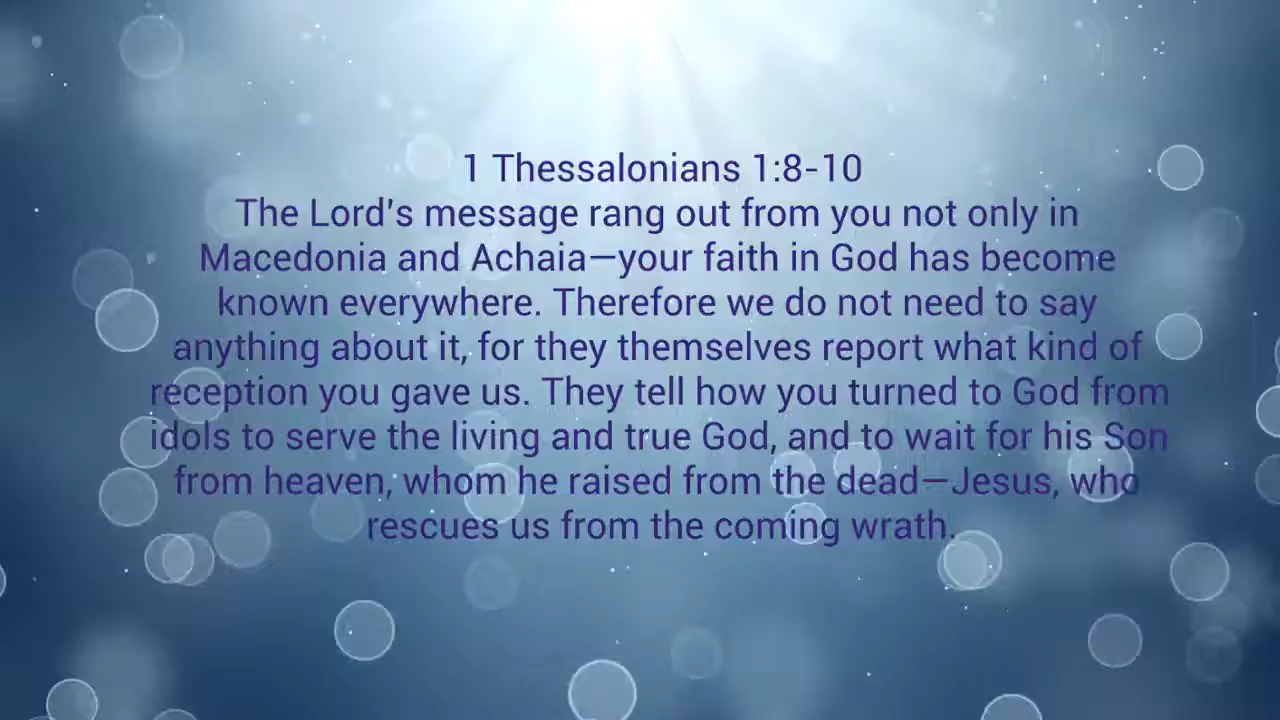 1 Thessalonians 1:8-10
The Lord's message rang out from you not only in
Macedonia and Achaia—your faith in God has become
known everywhere. Therefore we do not need to say
anything about it, for they themselves report what kind of
reception you gave us. They tell how you turned to God from
idols to serve the living and true God, and to wait for his Son
from heaven, whom he raised from the dead—Jesus, who
rescues us from the coming wrath.